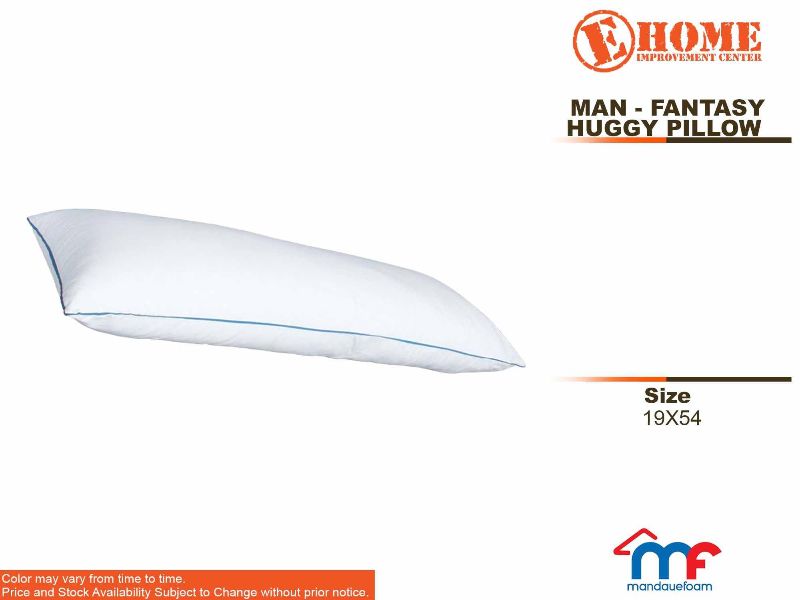 E HOME
IMPROVEMENT CENTER
MAN - FANTASY
HUGGY PILLOW
Size
19X54
mf
mandauefoam
Color may vary from time to time.
Price and Stock Availability Subject to Change without prior notice.